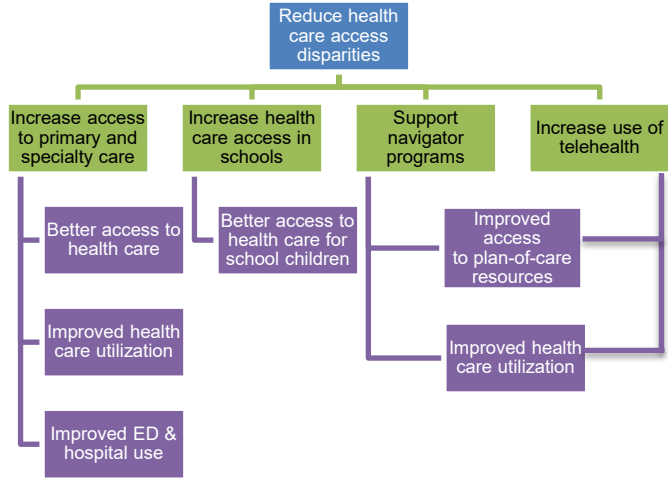 Reduce health
care access
disparities
Increase access
to primary and
specialty care
Increase health
care access in
schools
Support
navigator
programs
Increase use of
telehealth
Better access to
health care
Better access to
health care for
school children
Improved
access
to plan-of-care
resources
Improved health
care utilization
Improved health
care utilization
Improved ED &
hospital use